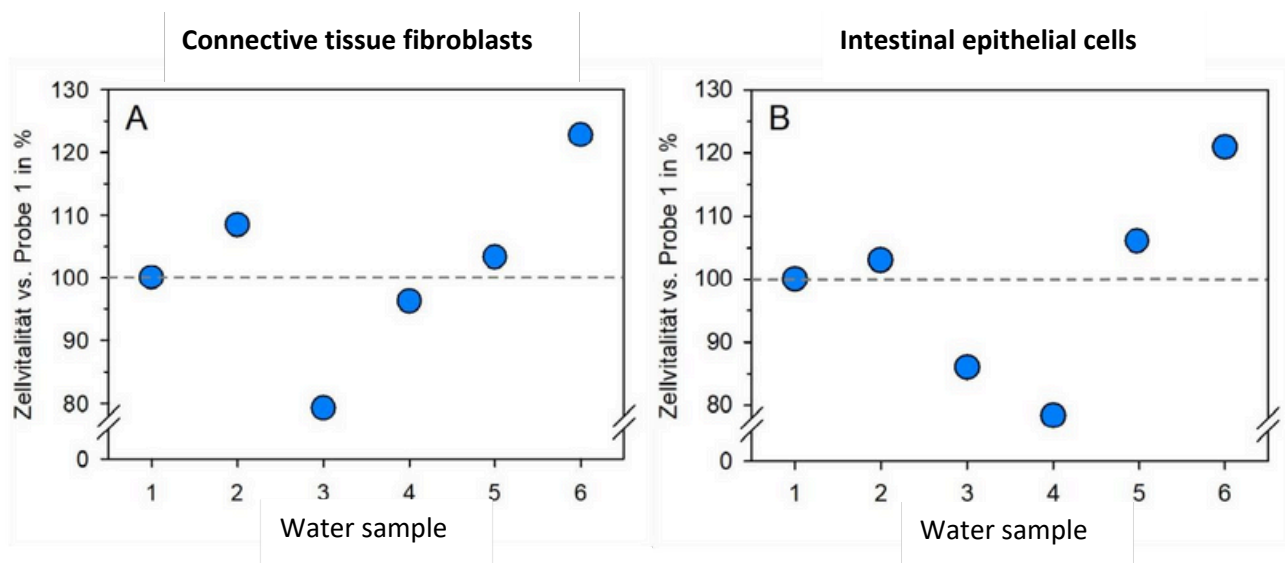 Connective tissue fibroblasts
A
Zellvitalität vs. Probe 1 in %
130
120
110
100
90
80
0
1 2 3 4 5 6
Water sample
Intestinal epithelial cells
B
Zellvitalität vs. Probe 1 in %
130
120
110
100
90
80
0
1 2 3 4 5 6
Water sample